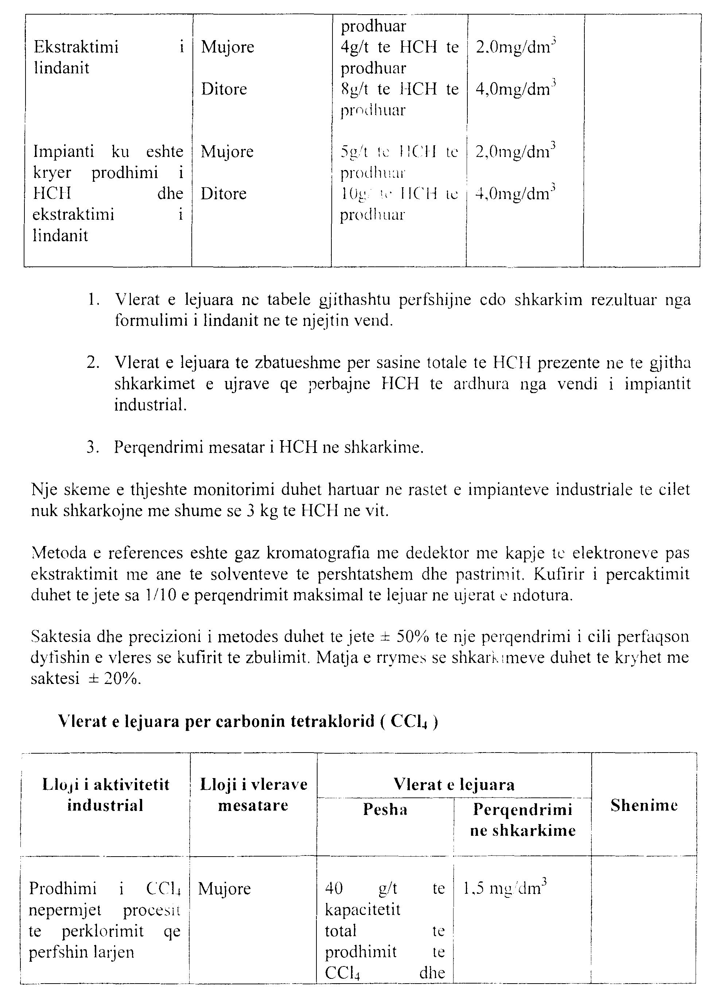 prodhuar
Ekstraktimi i Mujore 4g/t te HCH te 2.0mg/dm³
lindanit prodhuar
Ditore 8g/t te HCH te 4,0mg/dm³
prodhuar
Impianti ku eshte Mujore 5g/t te HCH te 2,0mg/dm³
kryer prodhimi i prodhuar
HCH dhe Ditore 10g/ te HCH te 4,0mg/dm³
ekstraktimi i prodhuar
lindanit
1. Vlerat e lejuara ne tabele gjithashtu perfshijne cdo shkarkim rezultuar nga
formulimi i lindanit ne te njejtin vend.
2. Vlerat e lejuara te zbatueshme per sasine totale te HCH prezente ne te gjitha
shkarkimet e ujrave qe perbajne HCH te ardhura nga vendi i impiantit
industrial.
3. Perqendrimi mesatar i HCH ne shkarkime.
Nje skeme e thjeshte monitorimi duhet hartuar ne rastet e impianteve industriale te cilet
nuk shkarkojne me shume se 3 kg te HCH ne vit.
Metoda e references eshte gaz kromatografia me dedektor me kapje te elektroneve pas
ekstraktimit me ane te solventeve te pershtatshem dhe pastrimit. Kufirir i percaktimit
duhet te jete sa 1/10 e perqendrimit maksimal te lejuar ne ujerat e ndotura.
Saktesia dhe precizioni i metodes duhet te jete ± 50% te nje perqendrimi i cili perfaqson
dyfishin e vleres se kufirit te zbulimit. Matja e rrymes se shkarkimeve duhet te kryhet me
saktesi ± 20%.
Vlerat e lejuara per carbonin tetraklorid ( CCl₄ )
Lloji i aktivitetit Lloji i vlerave Vlerat e lejuara
industrial mesatare Pesha Perqendrimi Shenime
ne shkarkime
Prodhimi i CCl₄ Mujore 40 g/t te 1,5 mg/dm³
nepermjet procesit kapacitetit
te perklorimit qe total te
perfshin larjen prodhimit te
CCl₄ dhe